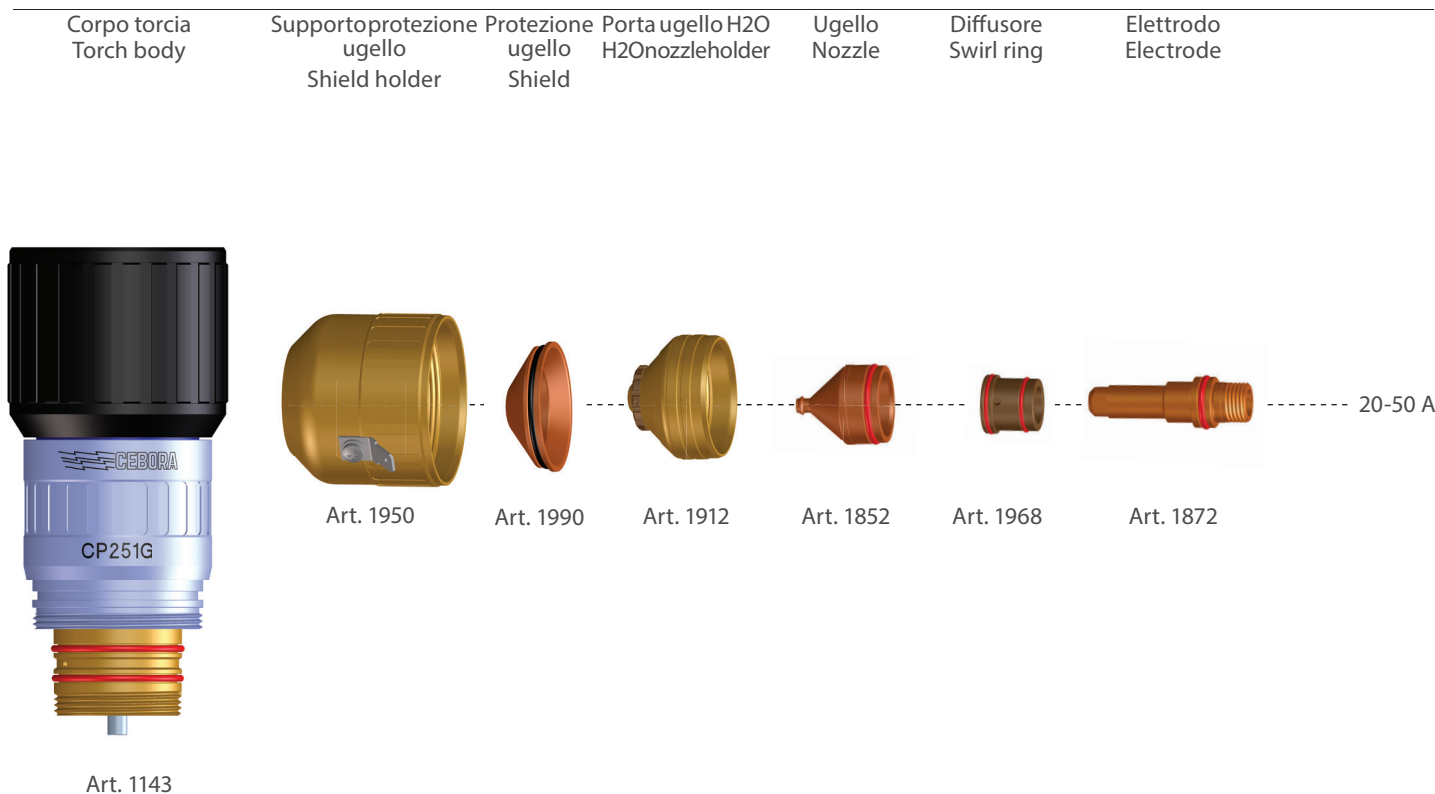 Corpo torcia
Torch body
Supportoprotezione
ugello
Shield holder
Protezione
ugello
Shield
Porta ugello H2O
H2Onozzleholder
Ugello
Nozzle
Diffusore
Swirl ring
Elettrodo
Electrode
CEBORA
CP251G
20-50 A
Art. 1950
Art. 1990
Art. 1912
Art. 1852
Art. 1968
Art. 1872
Art. 1143